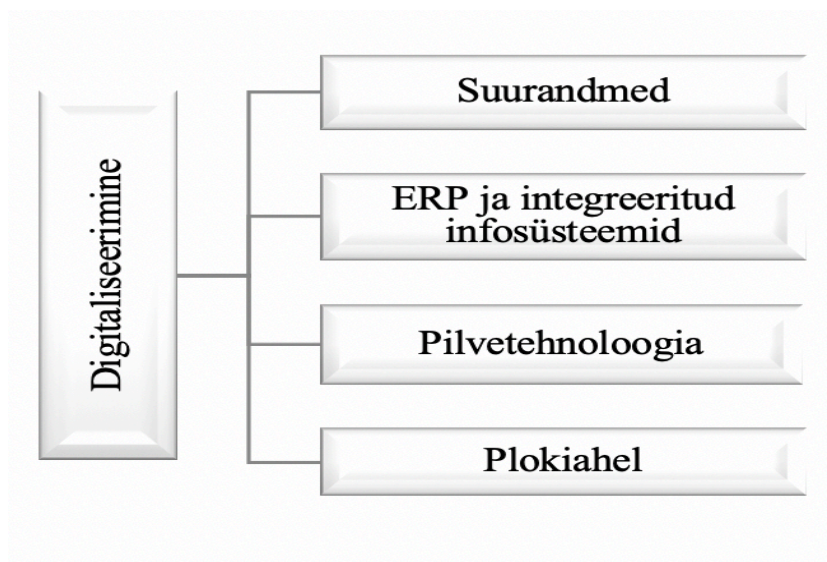 Digitaliseerimine
Suurandmed
ERP ja integreeritud
infosüsteemid
Pilvetehnoloogia
Plokiahel